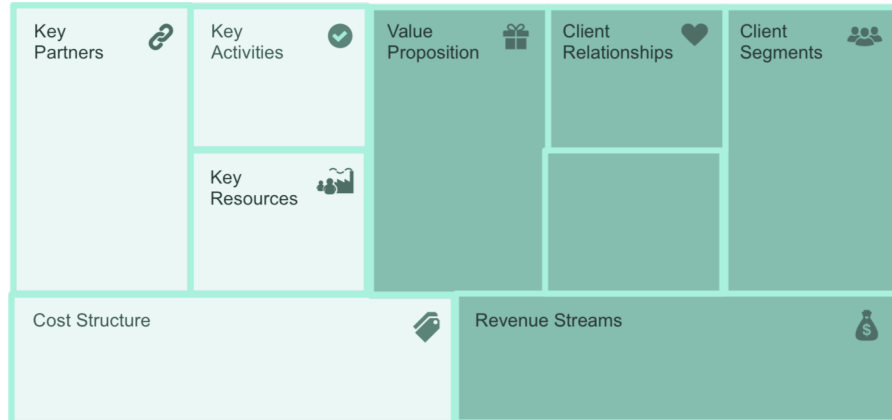 Key
Partners
Key
Activities
Value
Proposition
Client
Relationships
Client
Segments
Key
Resources
Cost Structure
Revenue Streams
$